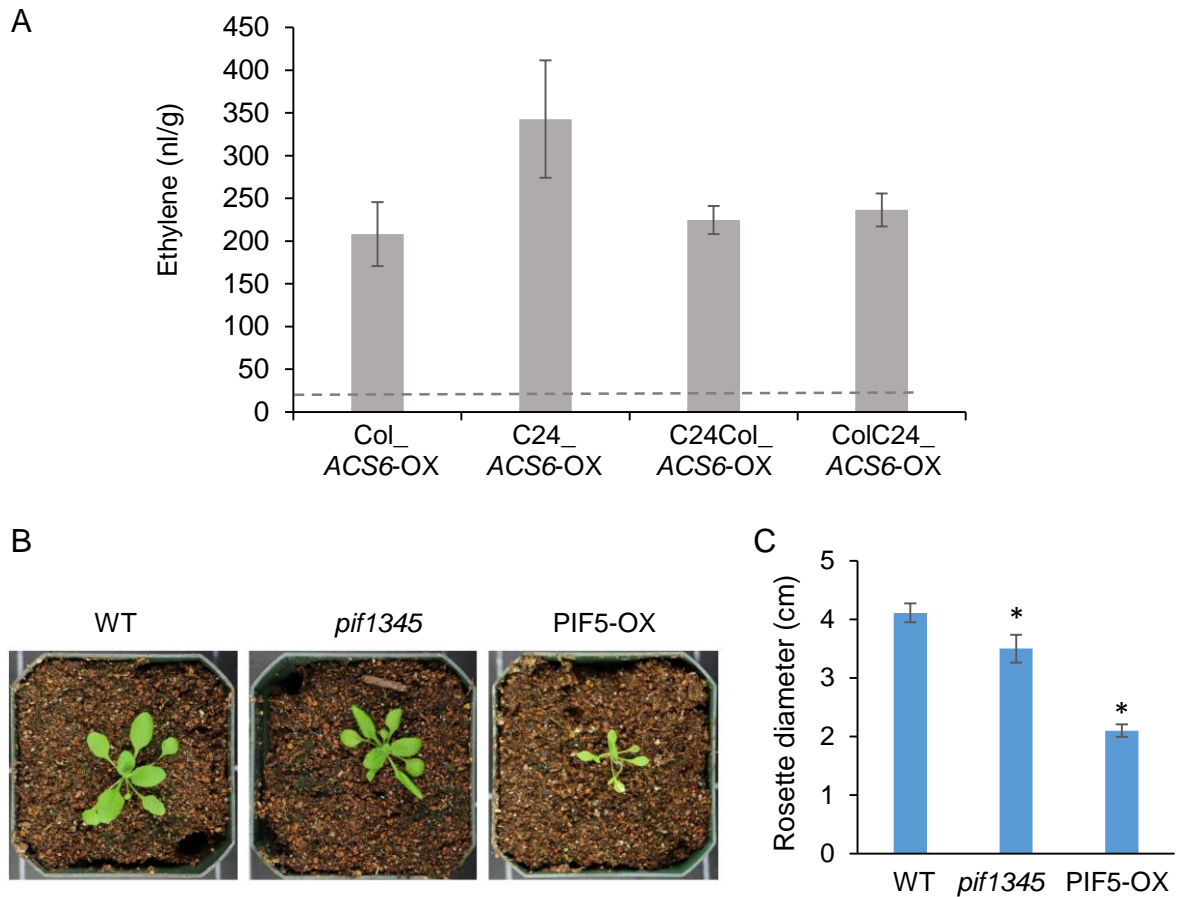 A
Ethylene (nl/g)
450
400
350
300
250
200
150
100
50
0
Col_
ACS6-OX
C24_
ACS6-OX
C24Col_
ACS6-OX
ColC24_
ACS6-OX
B
WT
pif1345
PIF5-OX
C
Rosette diameter (cm)
5
4
3
2
1
0
*
*
WT
pif1345
PIF5-OX